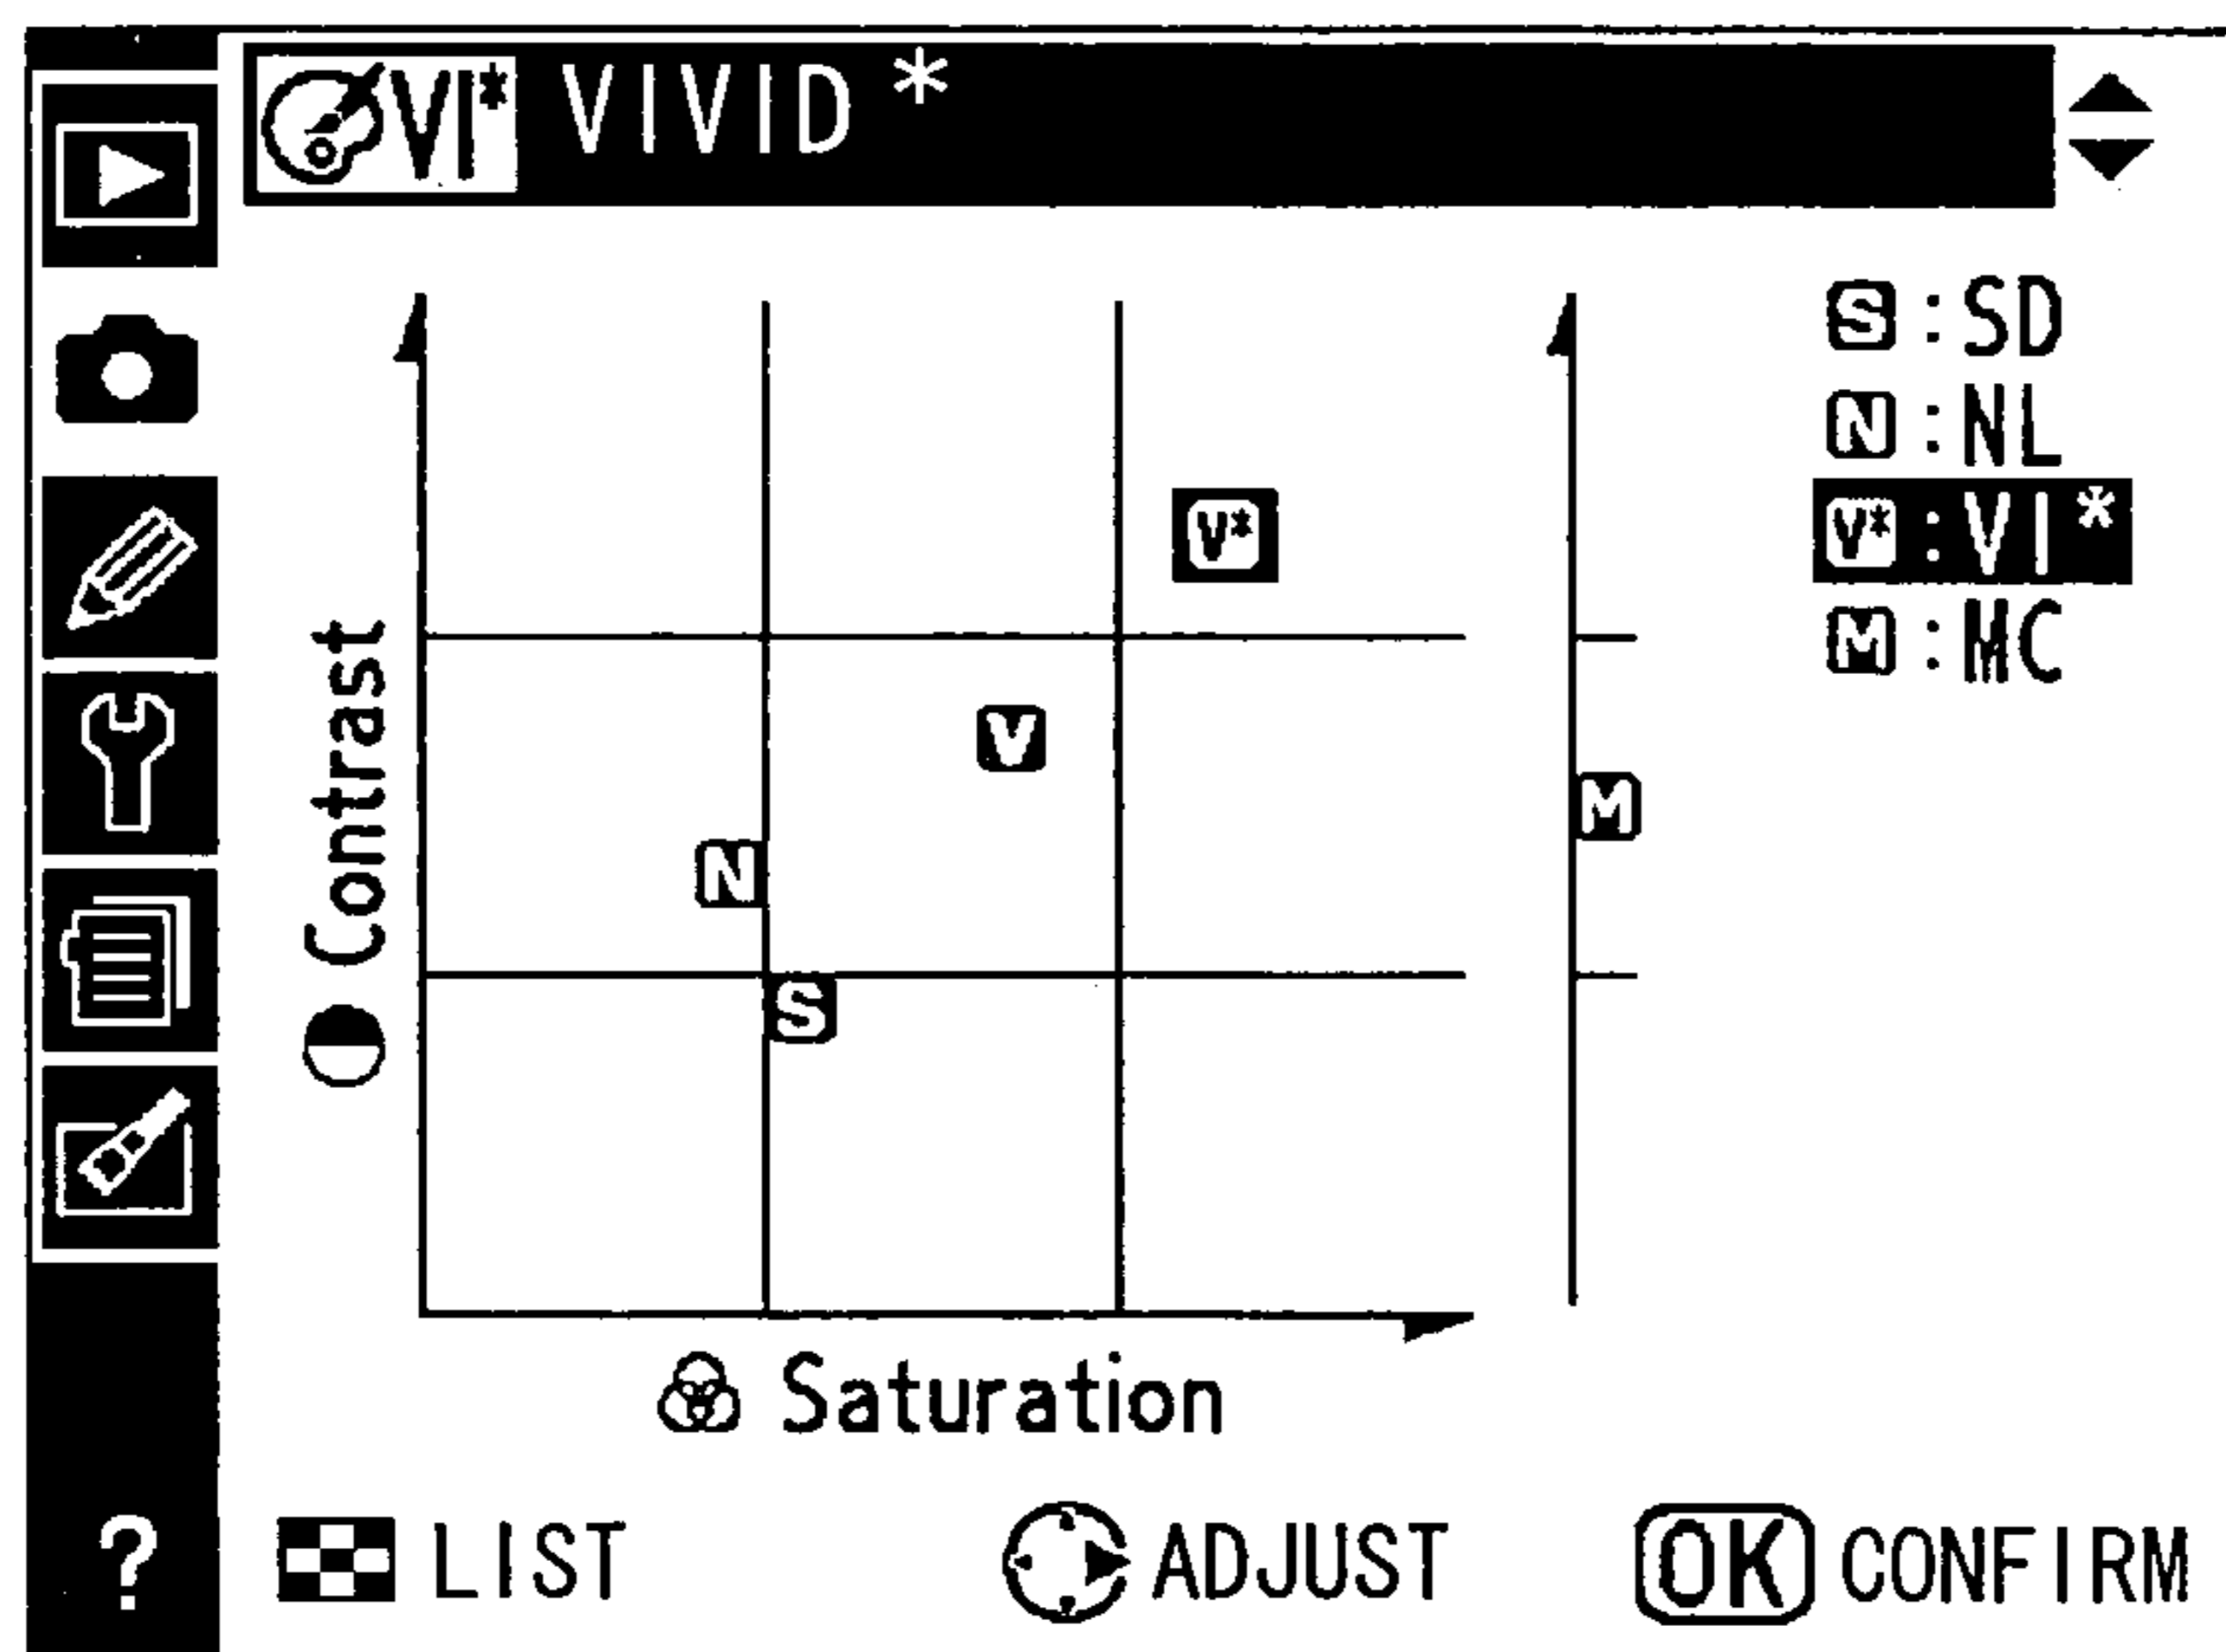 VI* VIVID*
S:SD
N:NL
V*:VI*
M:MC
V*
V
M
N
S
Contrast
Saturation
?
LIST
ADJUST
OK CONFIRM